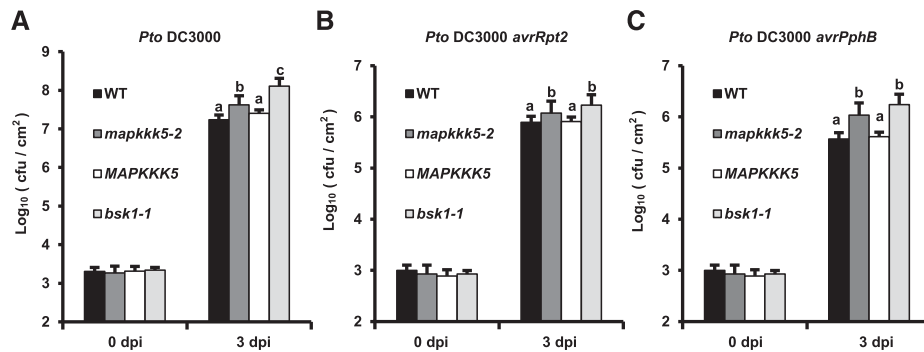 A
Pto DC3000
Log10 ( cfu / cm2 )
9
8
7
6
5
4
3
2
WT
mapkkk5-2
MAPKKK5
bsk1-1
a
b
a
c
0 dpi
3 dpi
B
Pto DC3000 avrRpt2
Log10 ( cfu / cm2 )
7
6
5
4
3
2
WT
mapkkk5-2
MAPKKK5
bsk1-1
a
b
a
b
0 dpi
3 dpi
C
Pto DC3000 avrPphB
Log10 ( cfu / cm2 )
7
6
5
4
3
2
WT
mapkkk5-2
MAPKKK5
bsk1-1
a
b
a
b
0 dpi
3 dpi